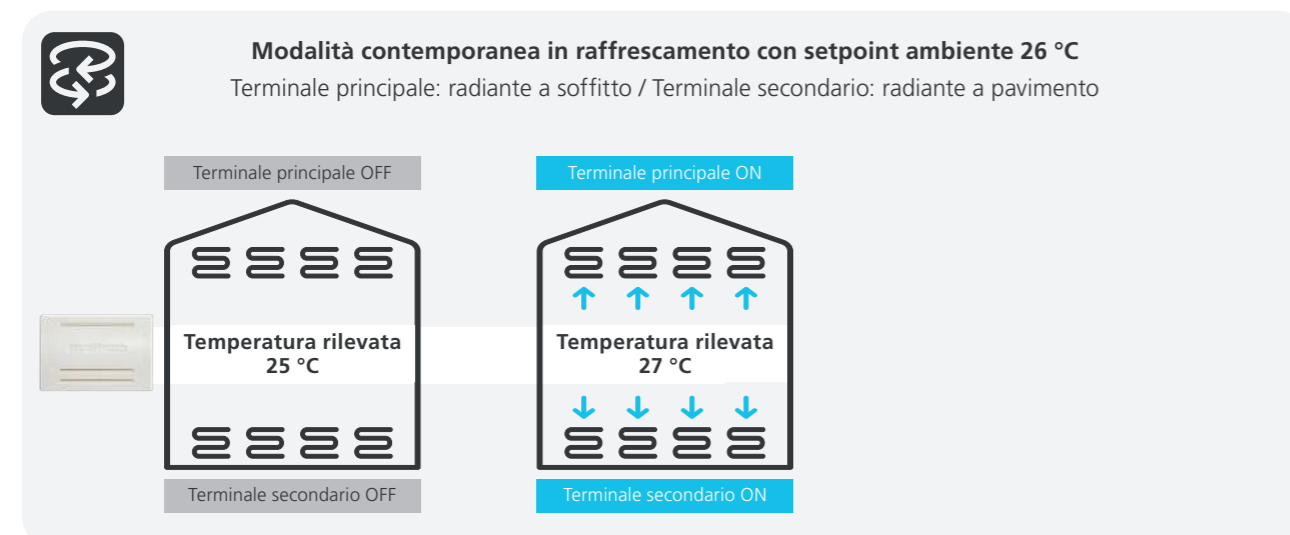 Modalità contemporanea in raffrescamento con setpoint ambiente 26 °C
Terminale principale: radiante a soffitto / Terminale secondario: radiante a pavimento
Terminale principale OFF
Terminale principale ON
Temperatura rilevata
25 °C
Temperatura rilevata
27 °C
Terminale secondario OFF
Terminale secondario ON